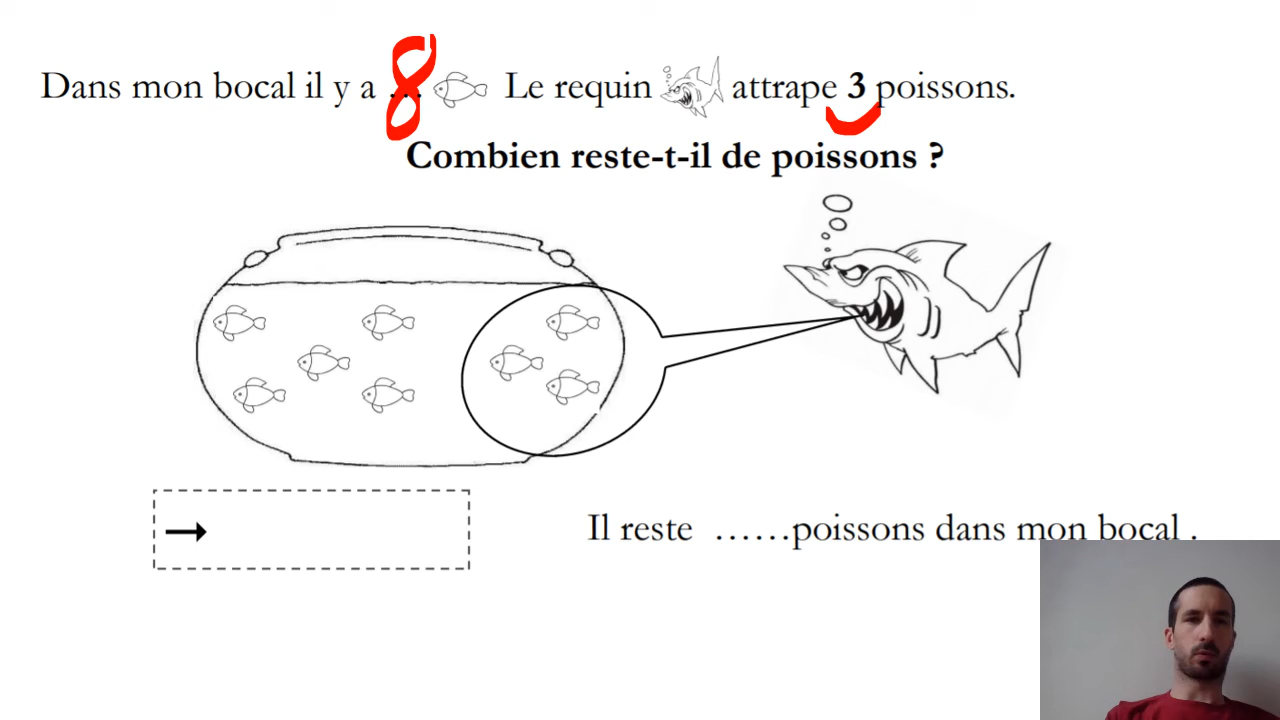 Dans mon bocal il y a 8 Le requin attrape 3 poissons.
Combien reste-t-il de poissons ?
→
Il reste ......poissons dans mon bocal .